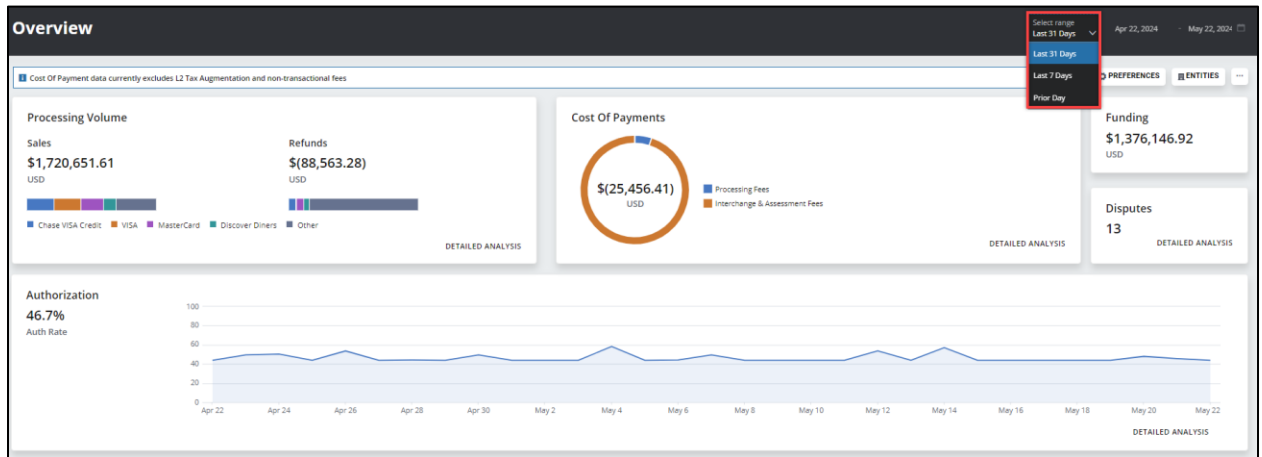 Overview
Select range
Last 31 Days
Apr 22, 2024 - May 22, 2024
Last 31 Days
Last 7 Days
Prior Day
Cost Of Payment data currently excludes L2 Tax Augmentation and non-transactional fees
PREFERENCES
ENTITIES
...
Processing Volume
Sales
$1,720,651.61
USD
Refunds
$(88,563.28)
USD
Chase VISA Credit VISA MasterCard Discover Diners Other
DETAILED ANALYSIS
Cost Of Payments
$(25,456.41)
USD
Processing Fees
Interchange & Assessment Fees
DETAILED ANALYSIS
Funding
$1,376,146.92
USD
Disputes
13
DETAILED ANALYSIS
Authorization
46.7%
Auth Rate
100
80
60
40
20
0
Apr 22 Apr 24 Apr 26 Apr 28 Apr 30 May 2 May 4 May 6 May 8 May 10 May 12 May 14 May 16 May 18 May 20 May 22
DETAILED ANALYSIS